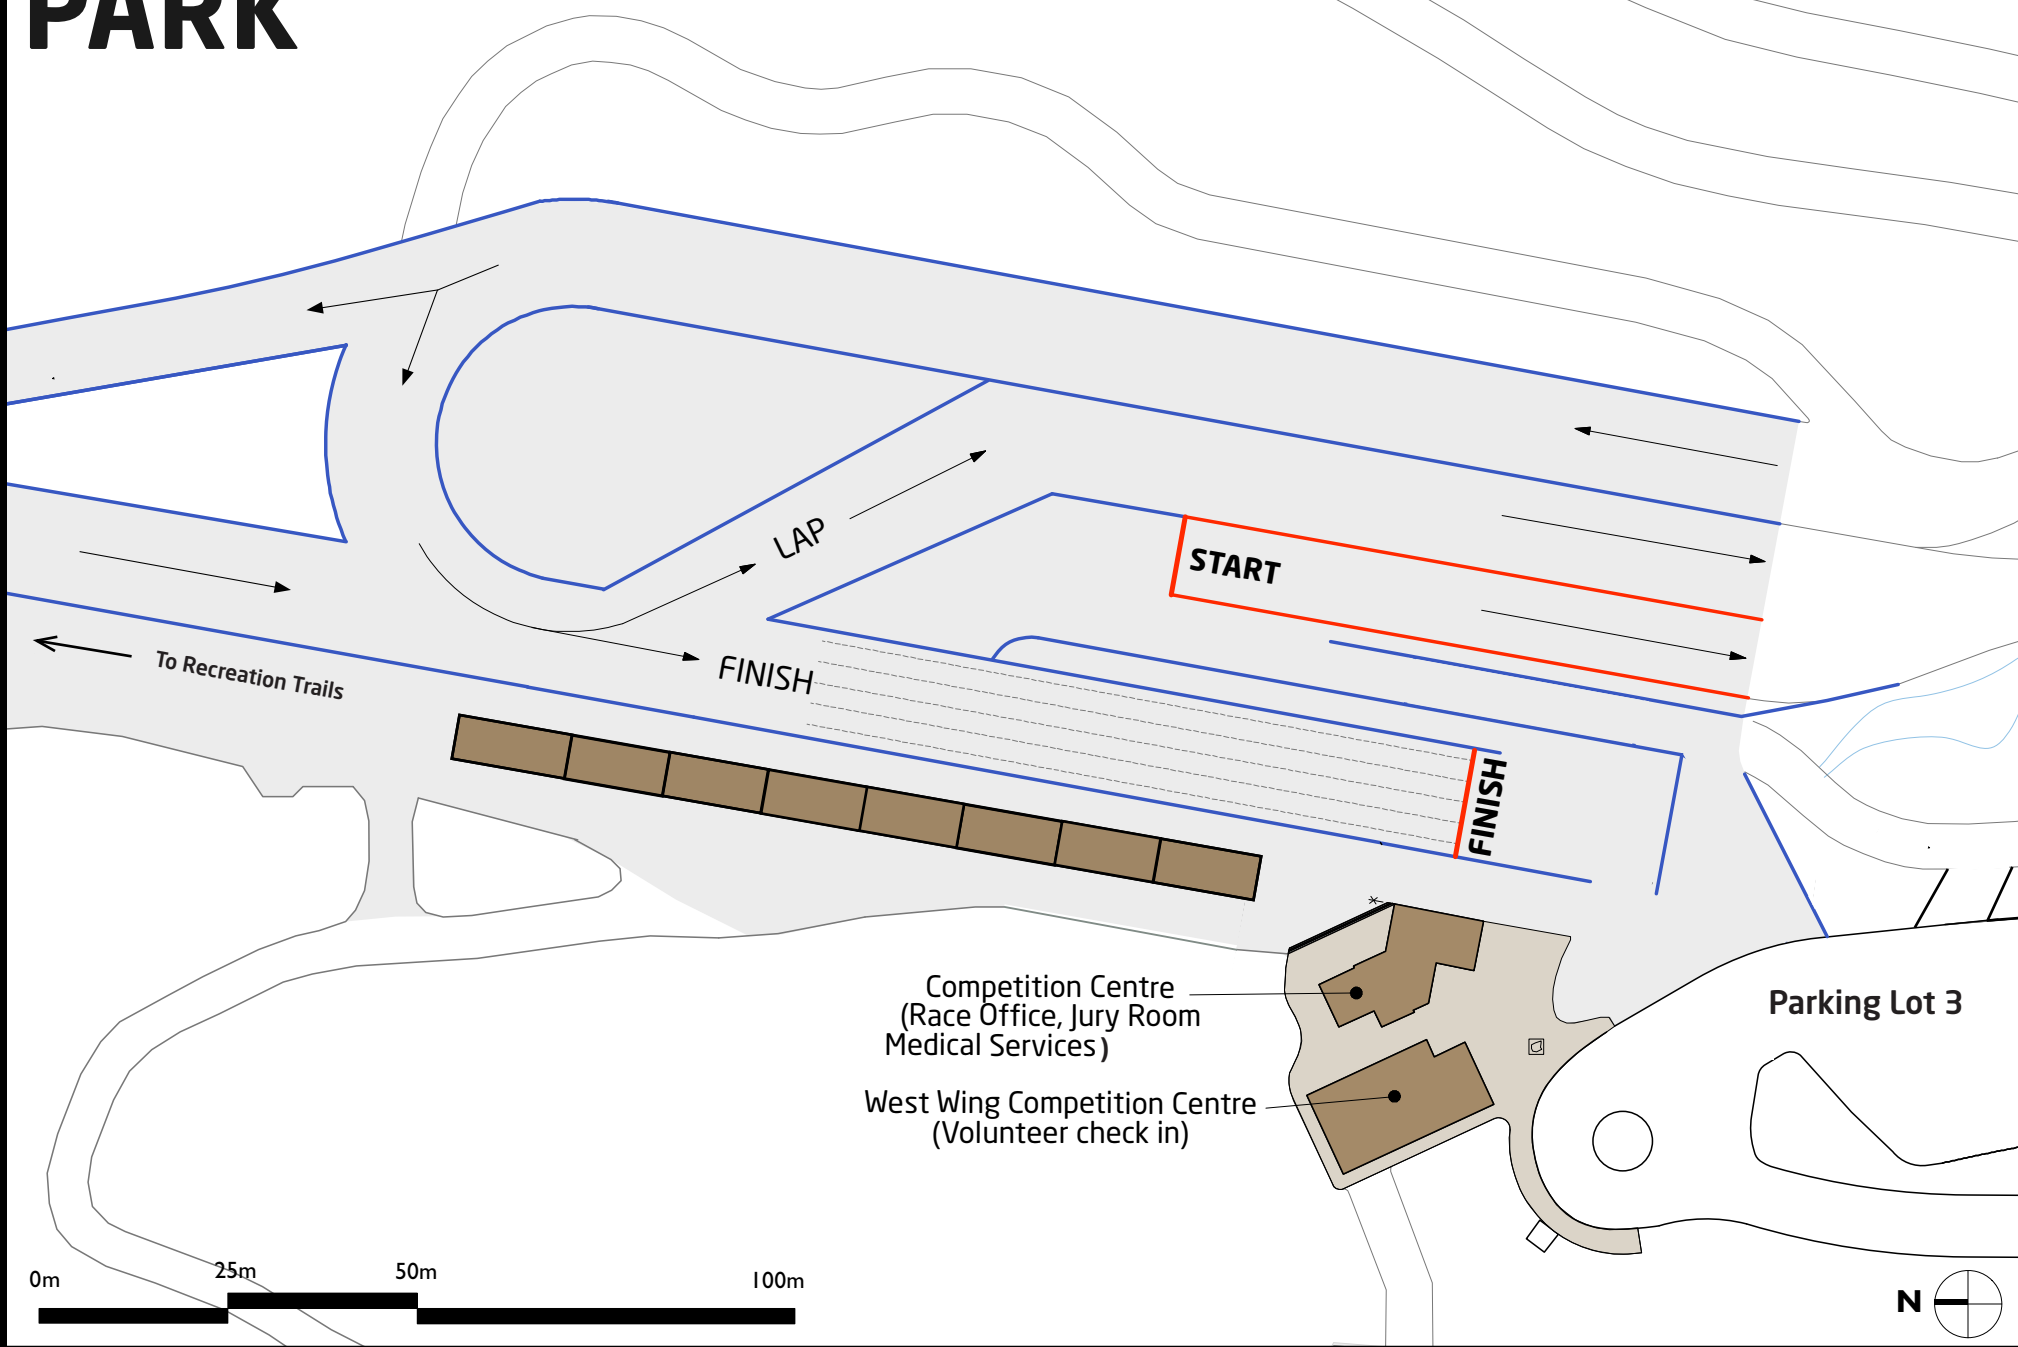 PARK
LAP
START
FINISH
To Recreation Trails
FINISH
Competition Centre
(Race Office, Jury Room
Medical Services)
West Wing Competition Centre
(Volunteer check in)
Parking Lot 3
0m
25m
50m
100m
N